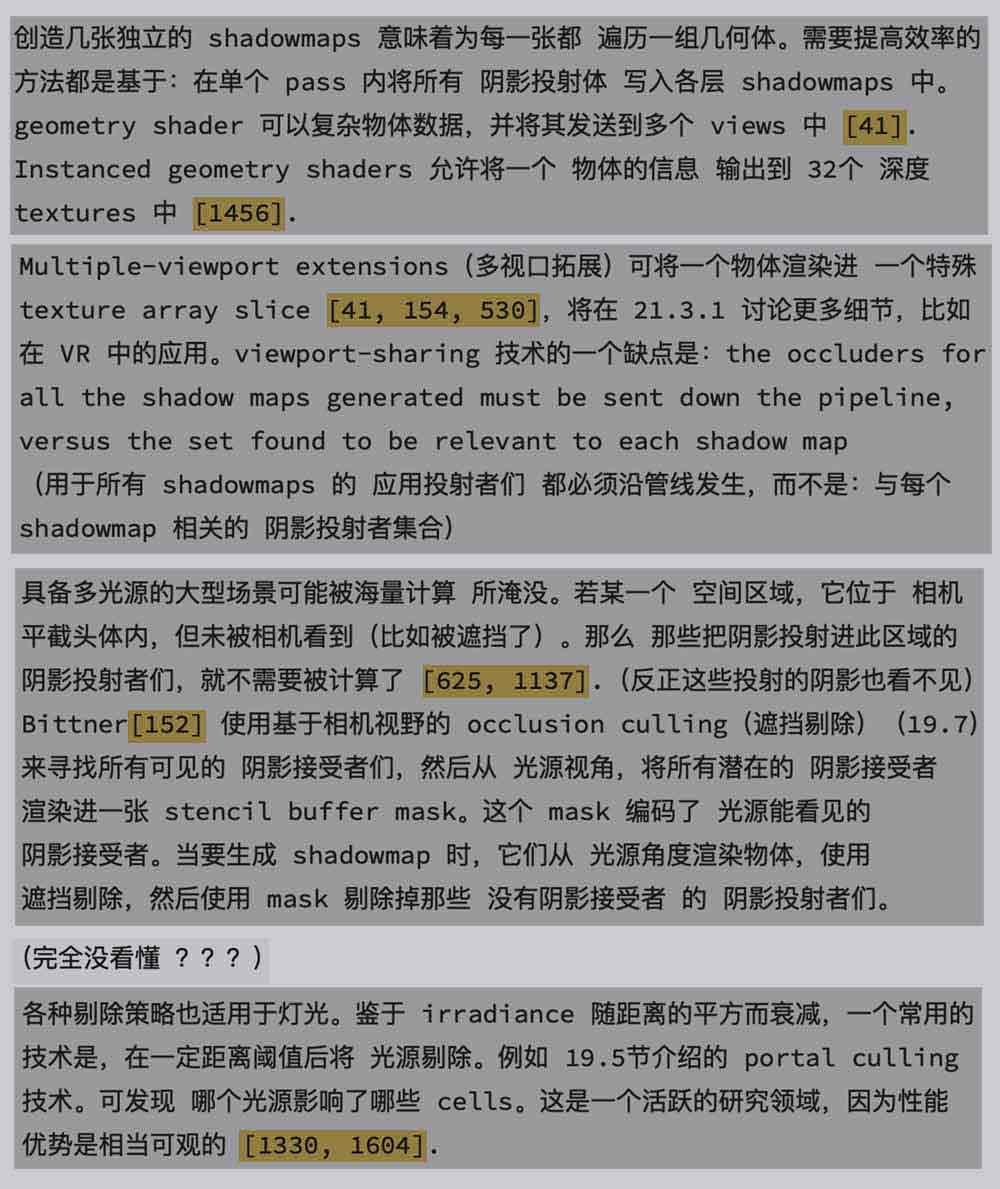 创造几张独立的 shadowmaps 意味着为每一张都 遍历一组几何体。需要提高效率的
方法都是基于：在单个 pass 内将所有 阴影投射体 写入各层 shadowmaps 中。
geometry shader 可以复杂物体数据，并将其发送到多个 views 中 [41].
Instanced geometry shaders 允许将一个 物体的信息 输出到 32个 深度
textures 中 [1456].
Multiple-viewport extensions（多视口拓展）可将一个物体渲染进 一个特殊
texture array slice [41, 154, 530]，将在 21.3.1 讨论更多细节，比如
在 VR 中的应用。viewport-sharing 技术的一个缺点是：the occluders for
all the shadow maps generated must be sent down the pipeline,
versus the set found to be relevant to each shadow map
（用于所有 shadowmaps 的 应用投射者们 都必须沿管线发生，而不是：与每个
shadowmap 相关的 阴影投射者集合）
具备多光源的大型场景可能被海量计算 所淹没。若某一个 空间区域，它位于 相机
平截头体内，但未被相机看到（比如被遮挡了）。那么 那些把阴影投射进此区域的
阴影投射者们，就不需要被计算了 [625, 1137].（反正这些投射的阴影也看不见）
Bittner[152] 使用基于相机视野的 occlusion culling（遮挡剔除）（19.7）
来寻找所有可见的 阴影接受者们，然后从 光源视角，将所有潜在的 阴影接受者
渲染进一张 stencil buffer mask。这个 mask 编码了 光源能看见的
阴影接受者。当要生成 shadowmap 时，它们从 光源角度渲染物体，使用
遮挡剔除，然后使用 mask 剔除掉那些 没有阴影接受者 的 阴影投射者们。
（完全没看懂 ？？？）
各种剔除策略也适用于灯光。鉴于 irradiance 随距离的平方而衰减，一个常用的
技术是，在一定距离阈值后将 光源剔除。例如 19.5节介绍的 portal culling
技术。可发现 哪个光源影响了哪些 cells。这是一个活跃的研究领域，因为性能
优势是相当可观的 [1330, 1604].